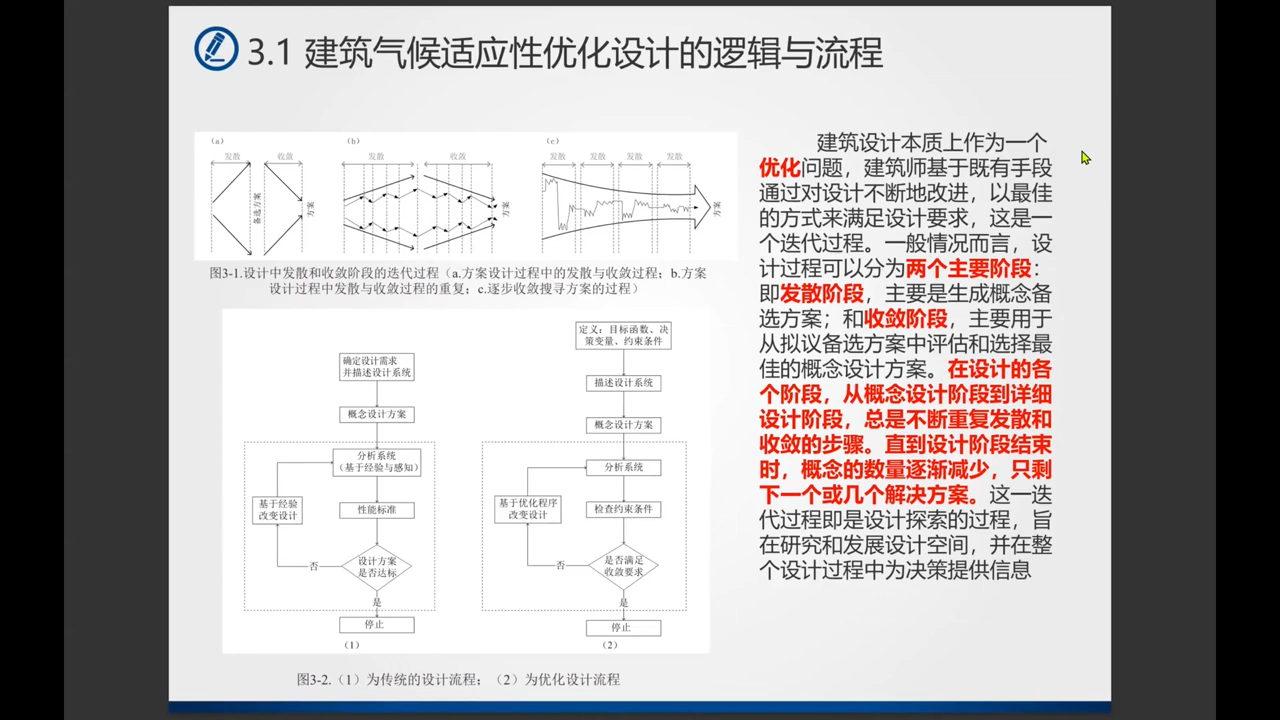 3.1 建筑气候适应性优化设计的逻辑与流程
(a)
发散
收敛
备选方案
方案
(b)
发散
收敛
方案
(c)
发散
发散
发散
发散
方案
图3-1.设计中发散和收敛阶段的迭代过程（a.方案设计过程中的发散与收敛过程；b.方案
设计过程中发散与收敛过程的重复；c.逐步收敛搜寻方案的过程）
确定设计需求
并描述设计系统
概念设计方案
分析系统
（基于经验与感知）
基于经验
改变设计
性能标准
设计方案
是否达标
否
是
停止
(1)
定义：目标函数、决
策变量、约束条件
描述设计系统
概念设计方案
分析系统
基于优化程序
改变设计
检查约束条件
是否满足
收敛要求
否
是
停止
(2)
图3-2.（1）为传统的设计流程；（2）为优化设计流程
建筑设计本质上作为一个
优化问题，建筑师基于既有手段
通过对设计不断地改进，以最佳
的方式来满足设计要求，这是一
个迭代过程。一般情况而言，设
计过程可以分为两个主要阶段：
即发散阶段，主要是生成概念备
选方案；和收敛阶段，主要用于
从拟议备选方案中评估和选择最
佳的概念设计方案。在设计的各
个阶段，从概念设计阶段到详细
设计阶段，总是不断重复发散和
收敛的步骤。直到设计阶段结束
时，概念的数量逐渐减少，只剩
下一个或几个解决方案。这一迭
代过程即是设计探索的过程，旨
在研究和发展设计空间，并在整
个设计过程中为决策提供信息